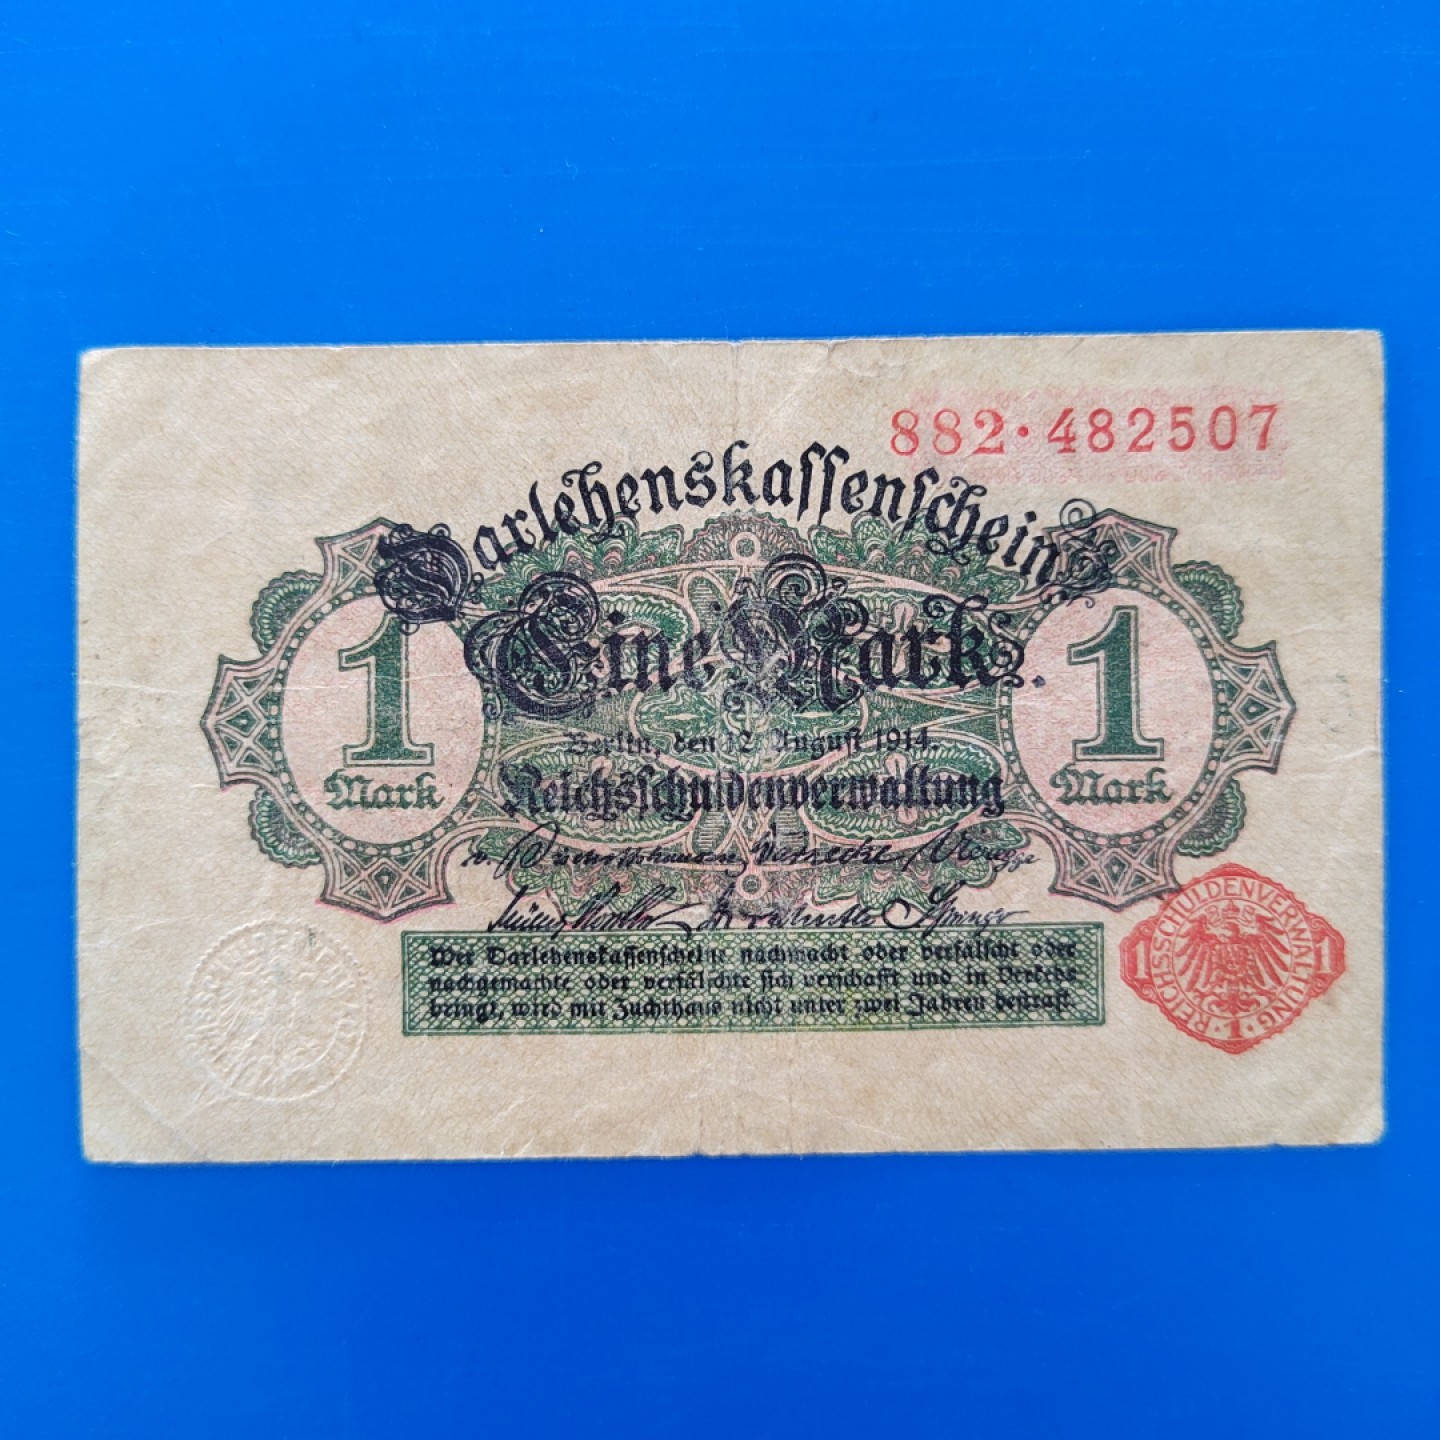 882·482507
Darlehenskassenschein
Eine Mark.
1
Mark
1
Mark
Berlin, den 12. August 1914.
Reichsschuldenverwaltung
Wer Darlehenskassenscheine nachmacht oder verfälscht oder
nachgemachte oder verfälschte sich verschafft und in Verkehr
bringt, wird mit Zuchthaus nicht unter zwei Jahren bestraft.
REICHSSCHULDENVERWALTUNG
1
1
·1·